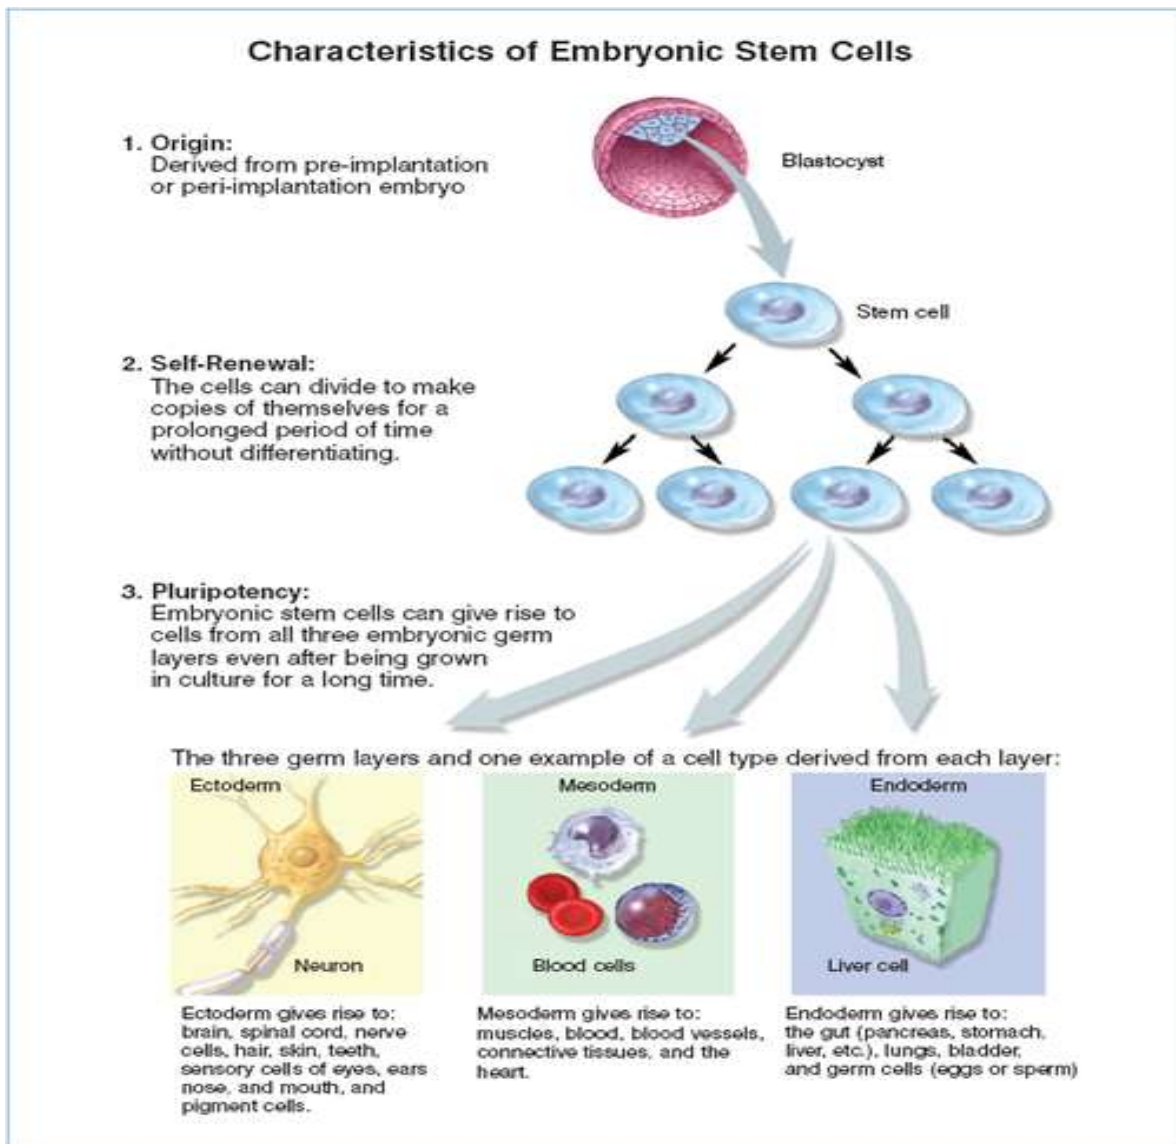 Characteristics of Embryonic Stem Cells
1. Origin:
Derived from pre-implantation
or peri-implantation embryo
Blastocyst
Stem cell
2. Self-Renewal:
The cells can divide to make
copies of themselves for a
prolonged period of time
without differentiating.
3. Pluripotency:
Embryonic stem cells can give rise to
cells from all three embryonic germ
layers even after being grown
in culture for a long time.
The three germ layers and one example of a cell type derived from each layer:
Ectoderm
Neuron
Ectoderm gives rise to:
brain, spinal cord, nerve
cells, hair, skin, teeth,
sensory cells of eyes, ears
nose, and mouth, and
pigment cells.
Mesoderm
Blood cells
Mesoderm gives rise to:
muscles, blood, blood vessels,
connective tissues, and the
heart.
Endoderm
Liver cell
Endoderm gives rise to:
the gut (pancreas, stomach,
liver, etc.), lungs, bladder,
and germ cells (eggs or sperm)